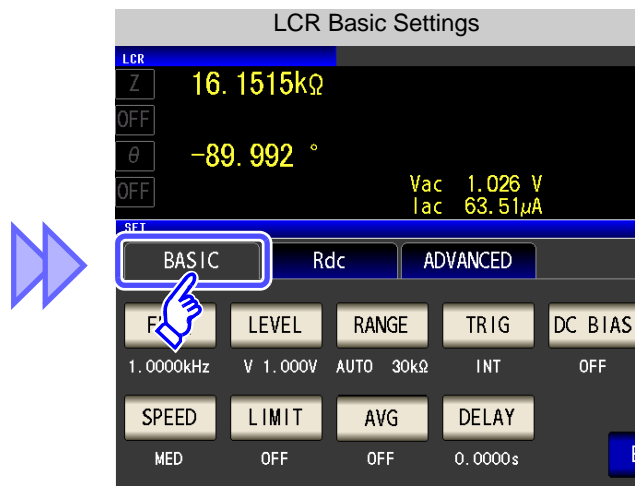 LCR Basic Settings
LCR
Z 16.1515kΩ
OFF
θ -89.992 °
OFF
Vac 1.026 V
Iac 63.51μA
SET
BASIC Rdc ADVANCED
LEVEL RANGE TRIG DC BIAS
1.0000kHz V 1.000V AUTO 30kΩ INT OFF
SPEED LIMIT AVG DELAY
MED OFF OFF 0.0000s